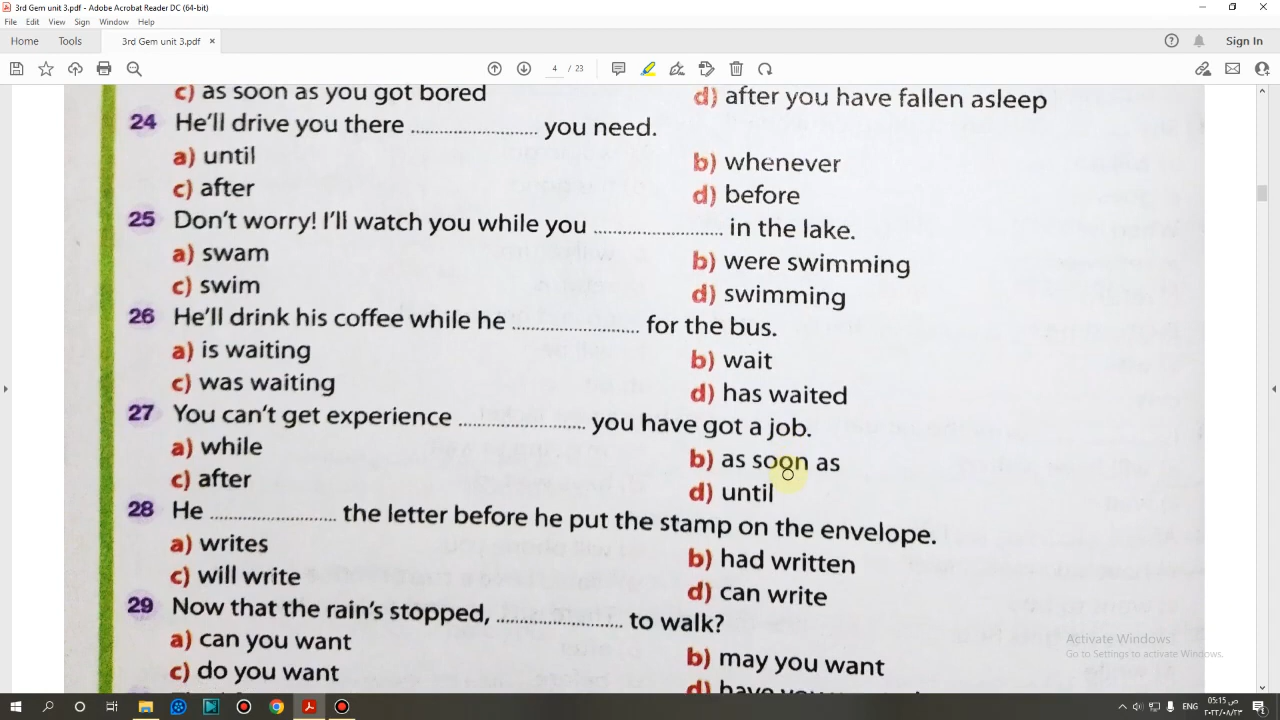 3rd Gem unit 3.pdf - Adobe Acrobat Reader DC (64-bit)
File Edit View Sign Window Help
Home Tools 3rd Gem unit 3.pdf × Sign In
4 / 23
c) as soon as you got bored d) after you have fallen asleep
24 He'll drive you there ........................ you need.
a) until b) whenever
c) after d) before
25 Don't worry! I'll watch you while you ........................ in the lake.
a) swam b) were swimming
c) swim d) swimming
26 He'll drink his coffee while he ........................ for the bus.
a) is waiting b) wait
c) was waiting d) has waited
27 You can't get experience ........................ you have got a job.
a) while b) as soon as
c) after d) until
28 He ........................ the letter before he put the stamp on the envelope.
a) writes b) had written
c) will write d) can write
29 Now that the rain's stopped, ........................ to walk?
a) can you want b) may you want
c) do you want d) have you
Activate Windows
Go to Settings to activate Windows.
ENG 05:15 ص
٢٠٢٢/٠٨/٢٣